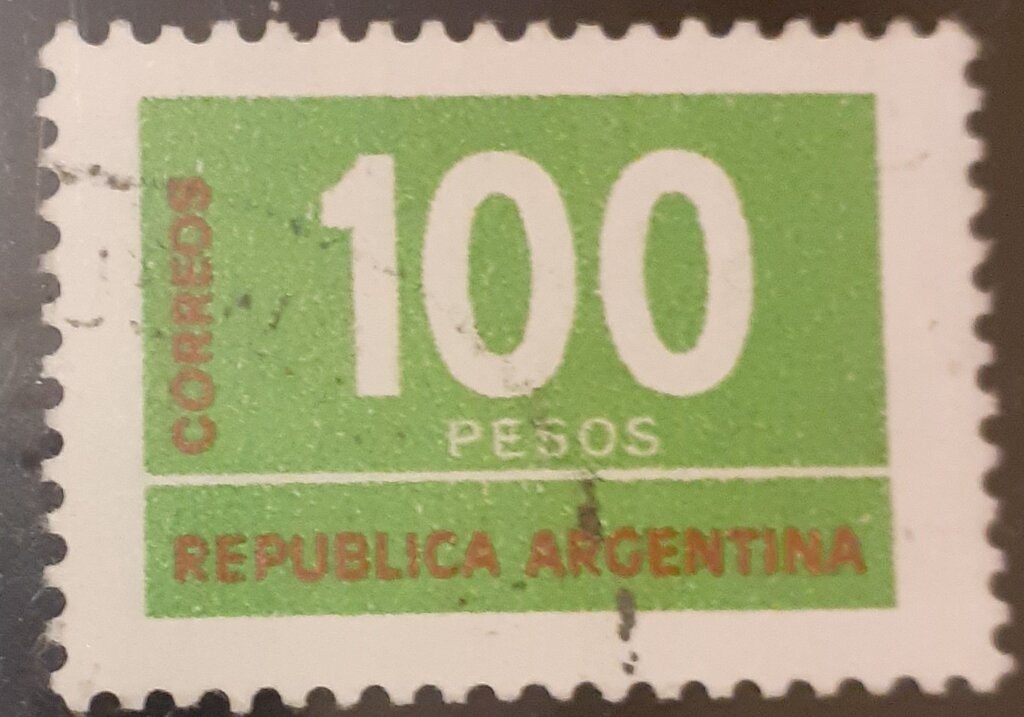 CORREOS
100
PESOS
REPUBLICA ARGENTINA